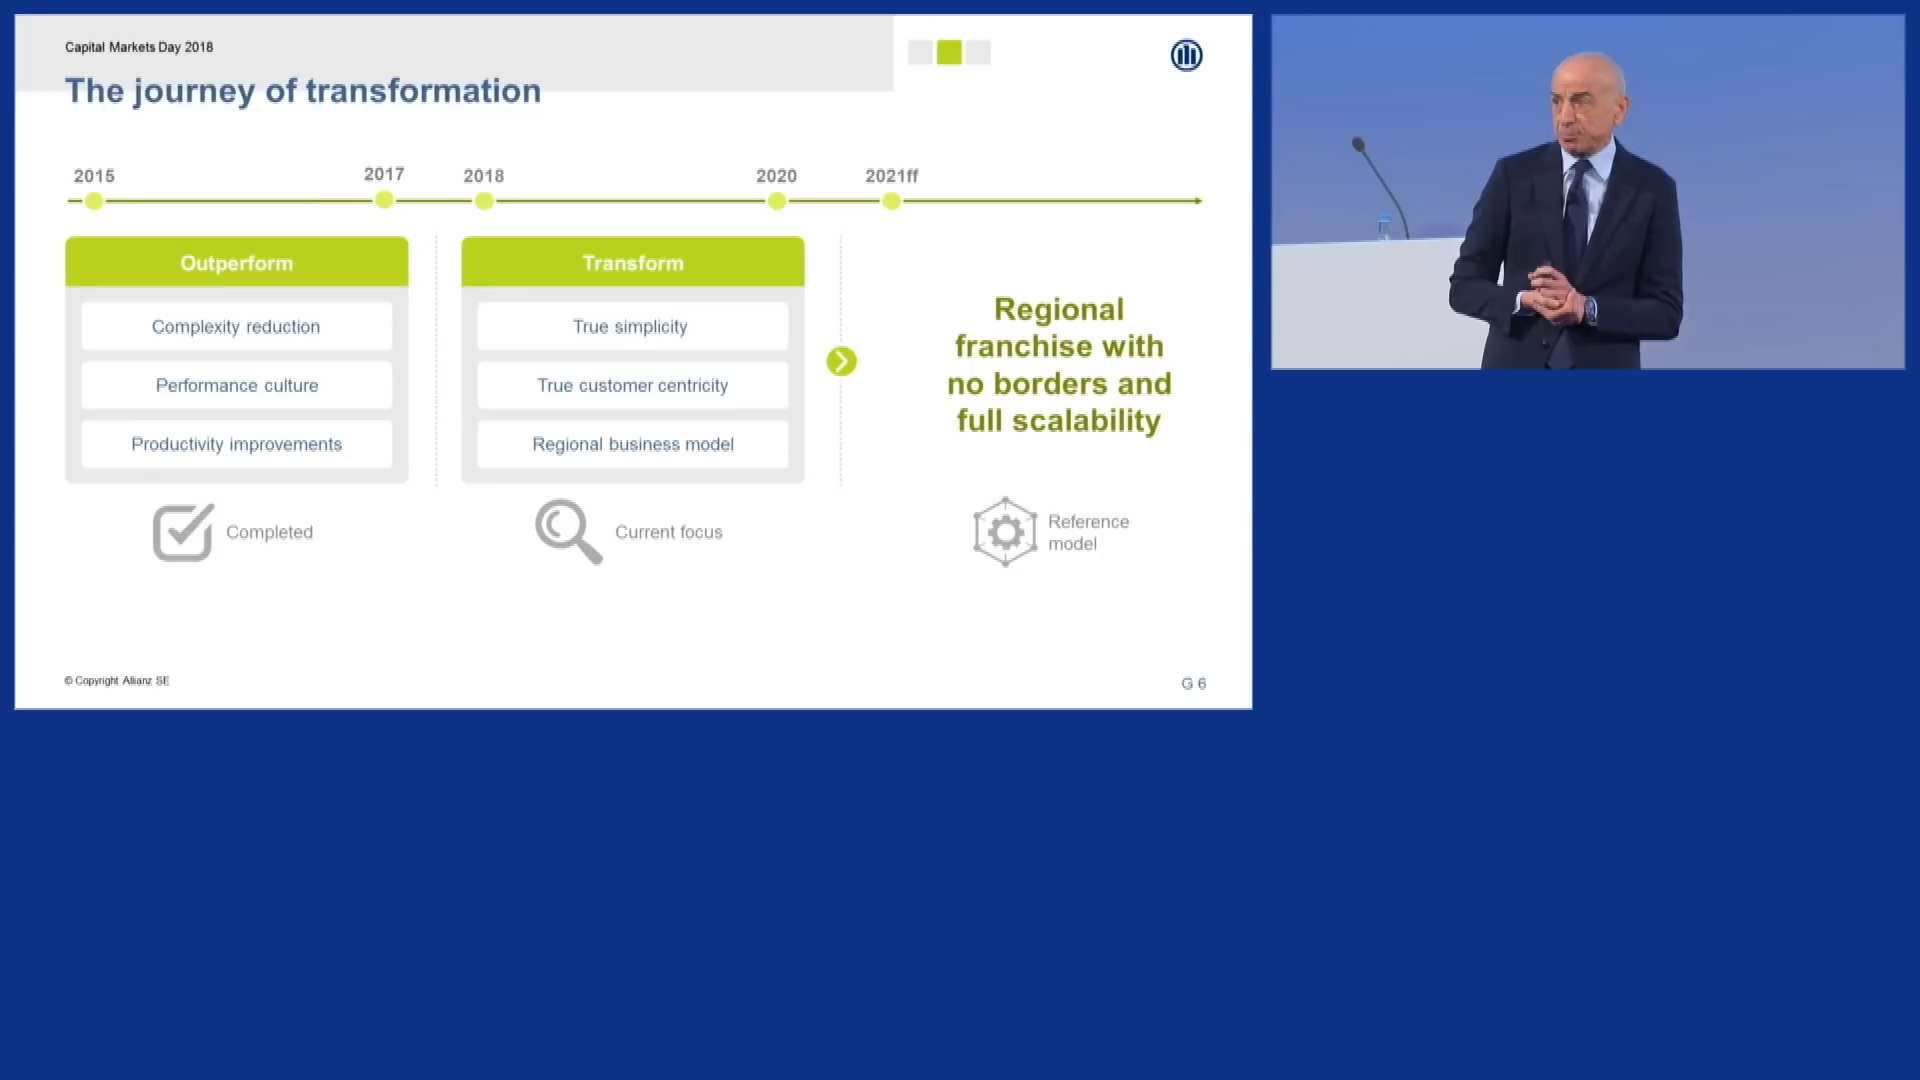 Capital Markets Day 2018
The journey of transformation
2015
2017
2018
2020
2021ff
Outperform
Complexity reduction
Performance culture
Productivity improvements
Completed
Transform
True simplicity
True customer centricity
Regional business model
Current focus
Regional
franchise with
no borders and
full scalability
Reference
model
© Copyright Allianz SE
G 6